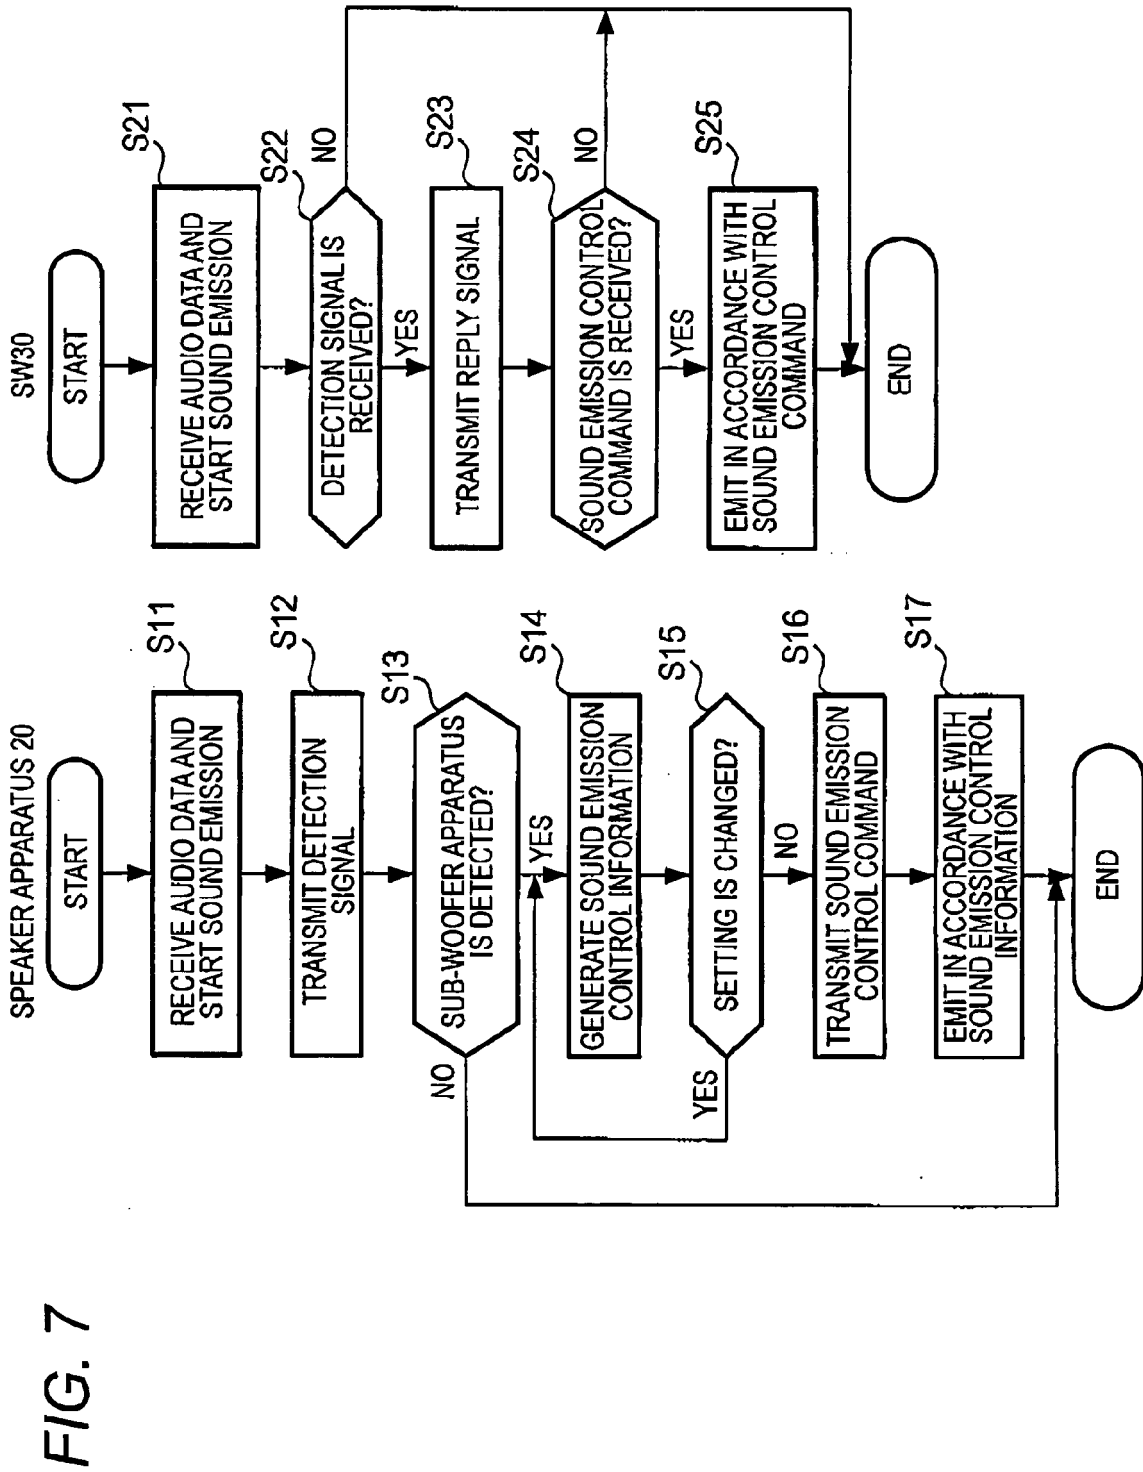 FIG. 7
SPEAKER APPARATUS 20
START
S11
RECEIVE AUDIO DATA AND
START SOUND EMISSION
S12
TRANSMIT DETECTION
SIGNAL
S13
SUB-WOOFER APPARATUS
IS DETECTED?
NO
YES
S14
GENERATE SOUND EMISSION
CONTROL INFORMATION
S15
SETTING IS CHANGED?
YES
NO
S16
TRANSMIT SOUND EMISSION
CONTROL COMMAND
S17
EMIT IN ACCORDANCE WITH
SOUND EMISSION CONTROL
INFORMATION
END
SW30
START
S21
RECEIVE AUDIO DATA AND
START SOUND EMISSION
S22
DETECTION SIGNAL IS
RECEIVED?
NO
YES
S23
TRANSMIT REPLY SIGNAL
S24
SOUND EMISSION CONTROL
COMMAND IS RECEIVED?
NO
YES
S25
EMIT IN ACCORDANCE WITH
SOUND EMISSION CONTROL
COMMAND
END